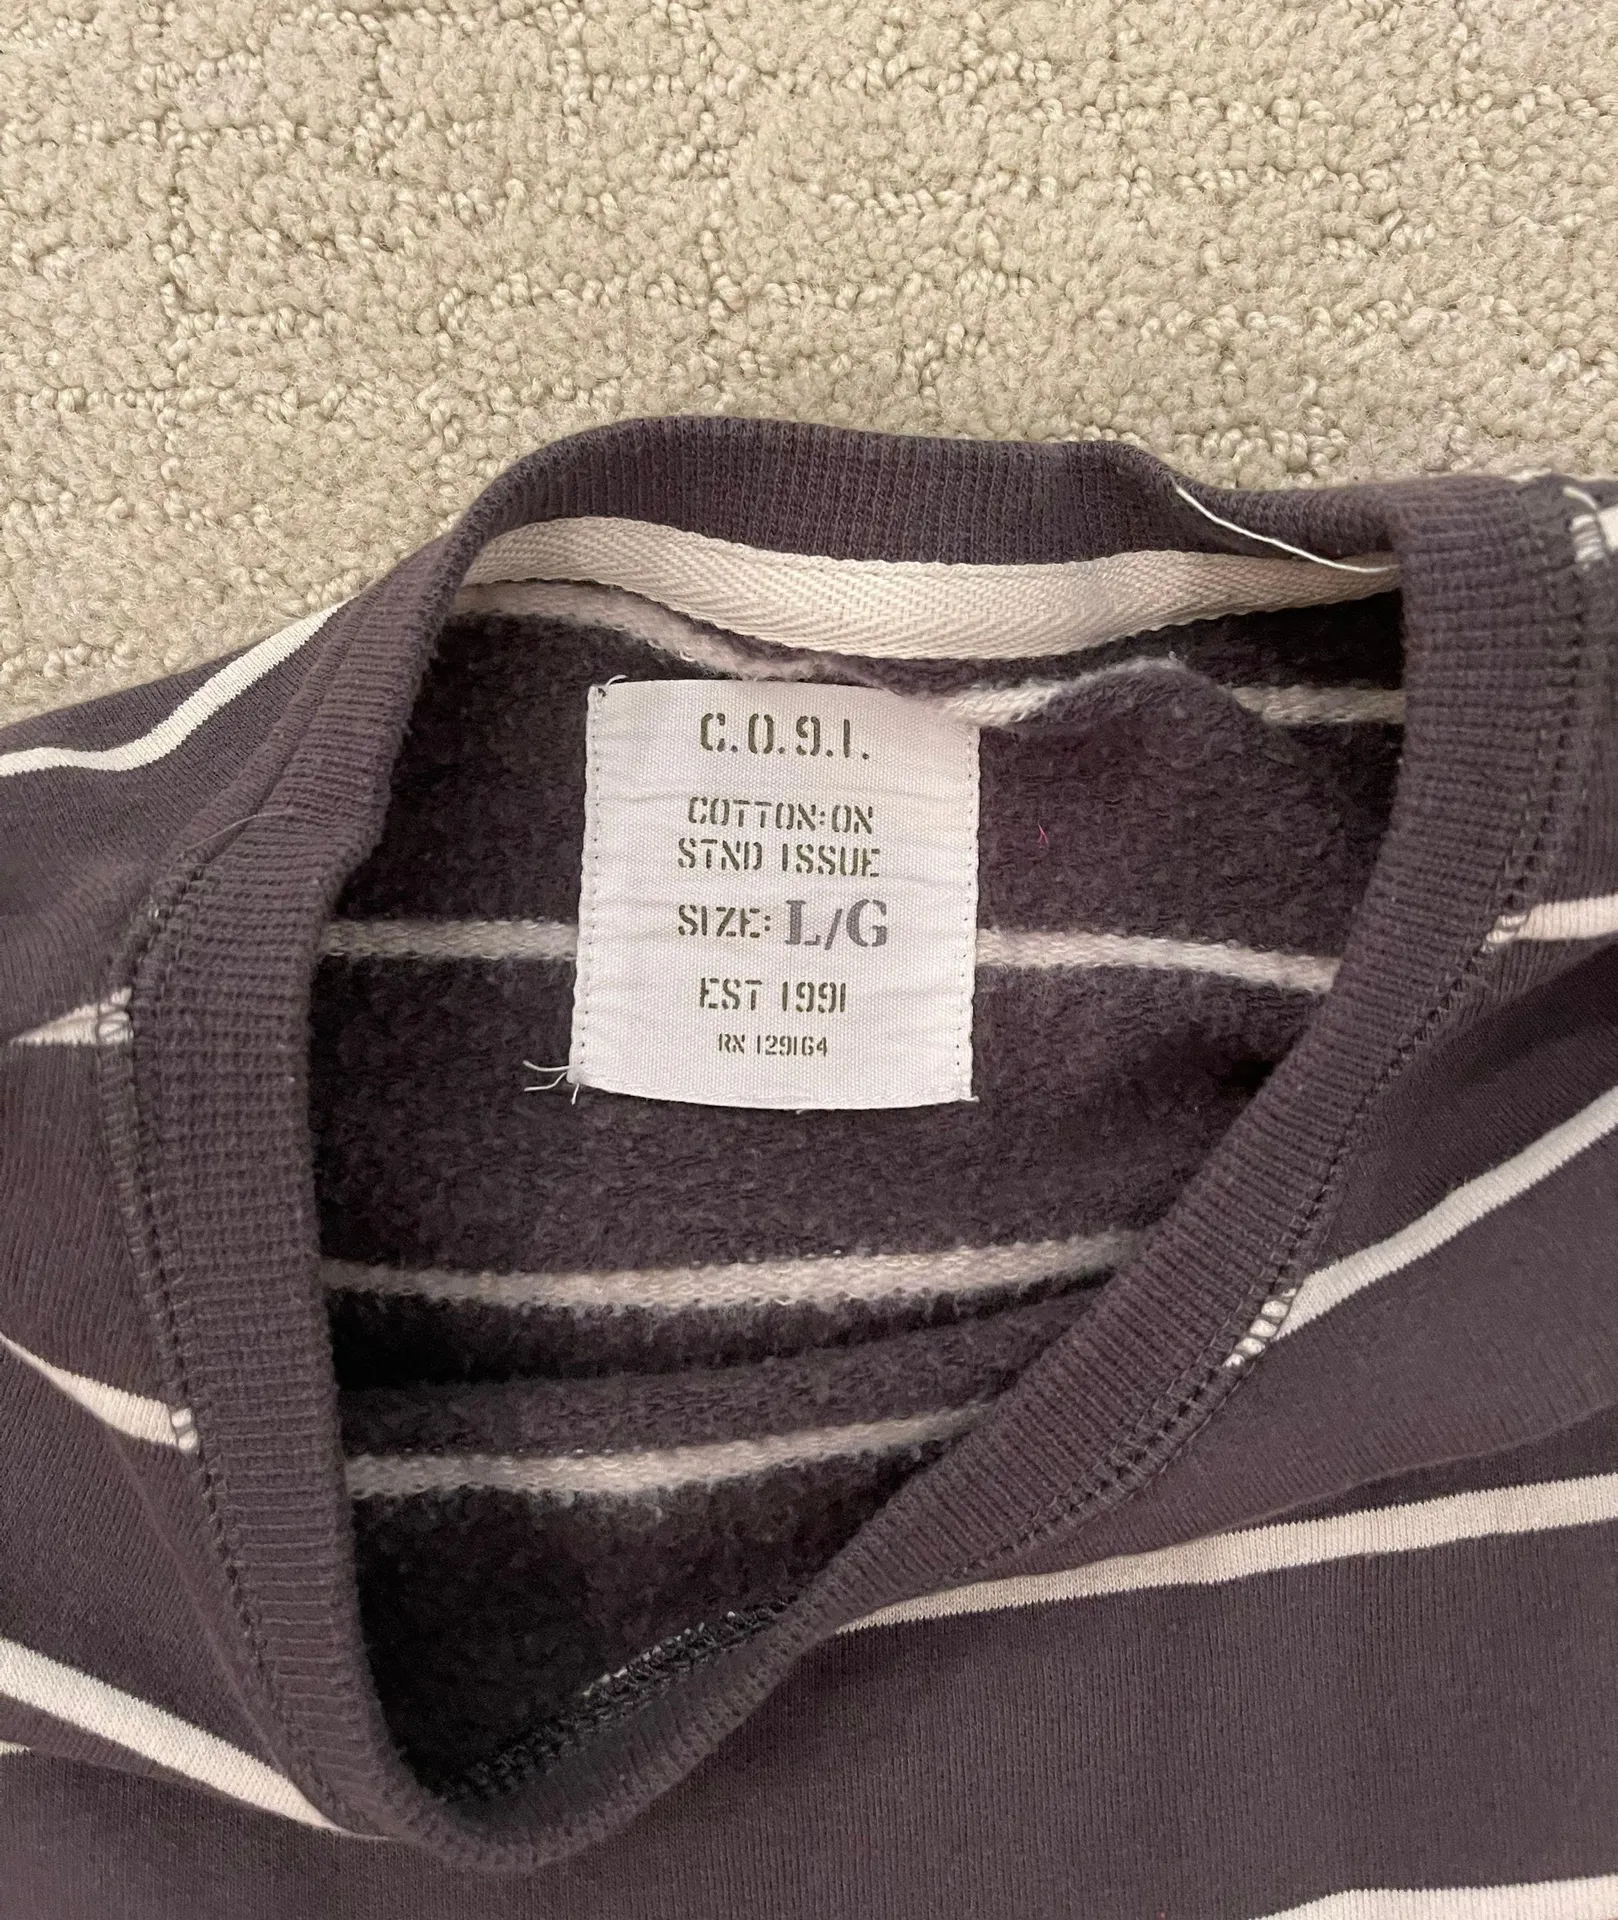 C.O.9.1.
COTTON:ON
STND ISSUE
SIZE: L/G
EST 1991
RN 129164